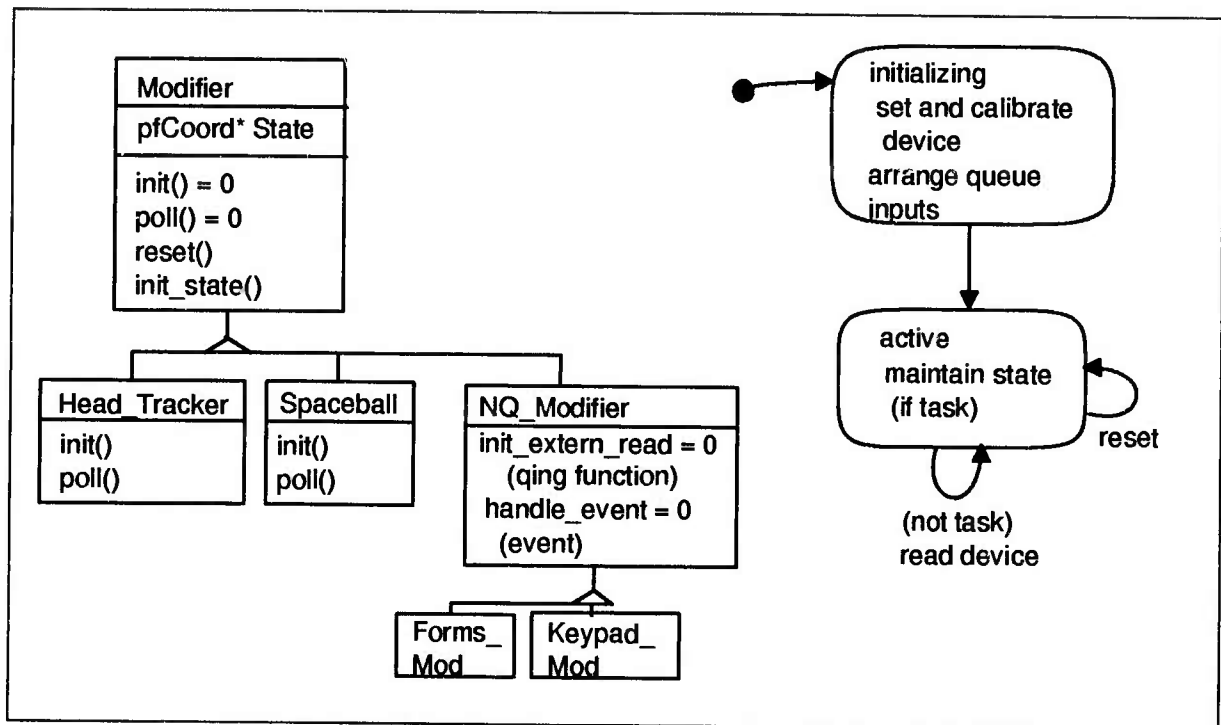 Modifier
pfCoord* State
init() = 0
poll() = 0
reset()
init_state()
Head_Tracker
init()
poll()
Spaceball
init()
poll()
NQ_Modifier
init_extern_read = 0
(qing function)
handle_event = 0
(event)
Forms_
Mod
Keypad_
Mod
initializing
set and calibrate
device
arrange queue
inputs
active
maintain state
(if task)
reset
(not task)
read device